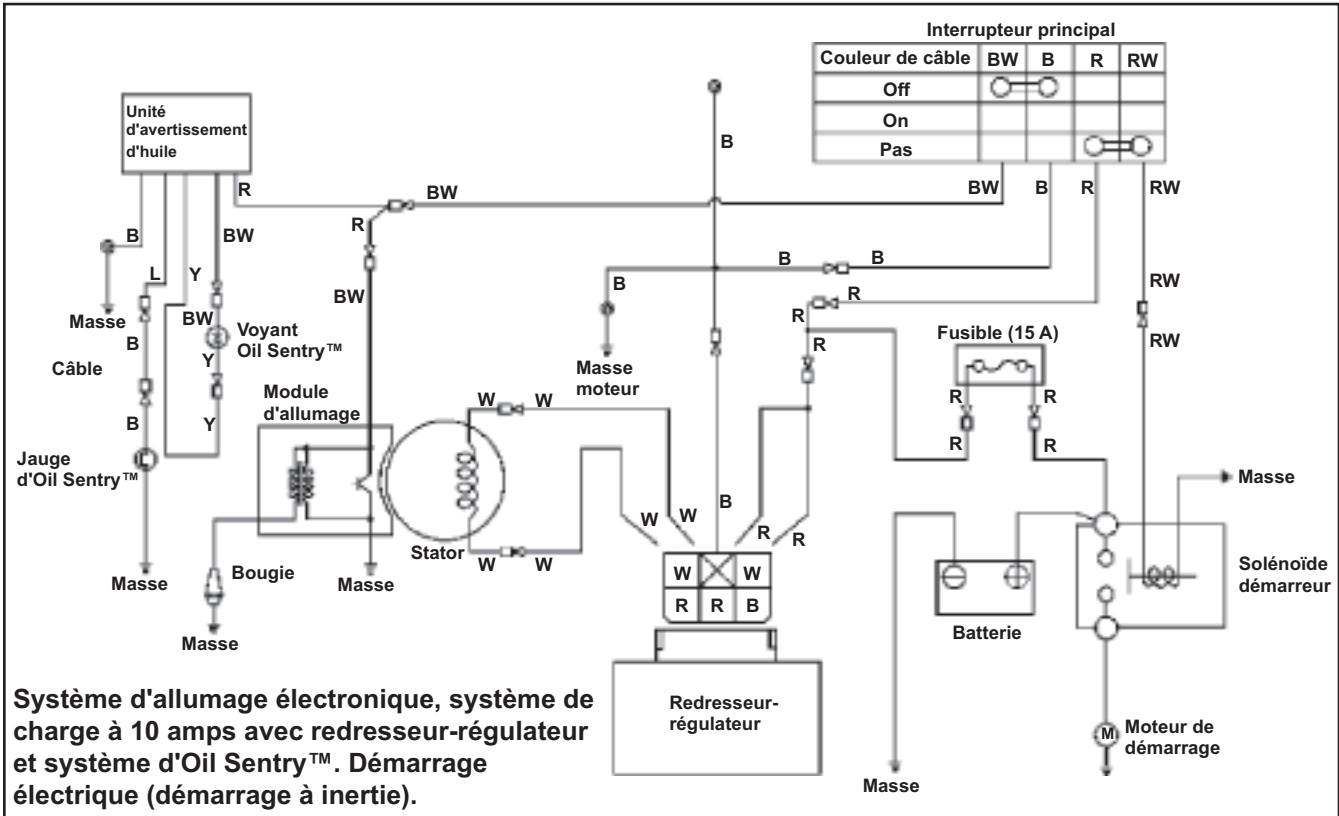 Interrupteur principal
Couleur de câble BW B R RW
Off
On
Pas
BW B R RW
Unité
d'avertissement
d'huile
R
BW
B
R
B
BW
L
Y
B
B
B
R
RW
Masse
BW
BW
Voyant
Oil Sentry™
R
R
Fusible (15 A)
RW
B
Y
Câble
Masse
moteur
Module
d'allumage
W
W
R
R
B
Y
R
R
Jauge
d'Oil Sentry™
Masse
B
W
W
R
R
Stator
W
W
Masse
Bougie
Masse
W
W
R
R
B
Solénoïde
démarreur
Batterie
Masse
Redresseur-
régulateur
M
Moteur de
démarrage
Masse
Système d'allumage électronique, système de
charge à 10 amps avec redresseur-régulateur
et système d'Oil Sentry™. Démarrage
électrique (démarrage à inertie).